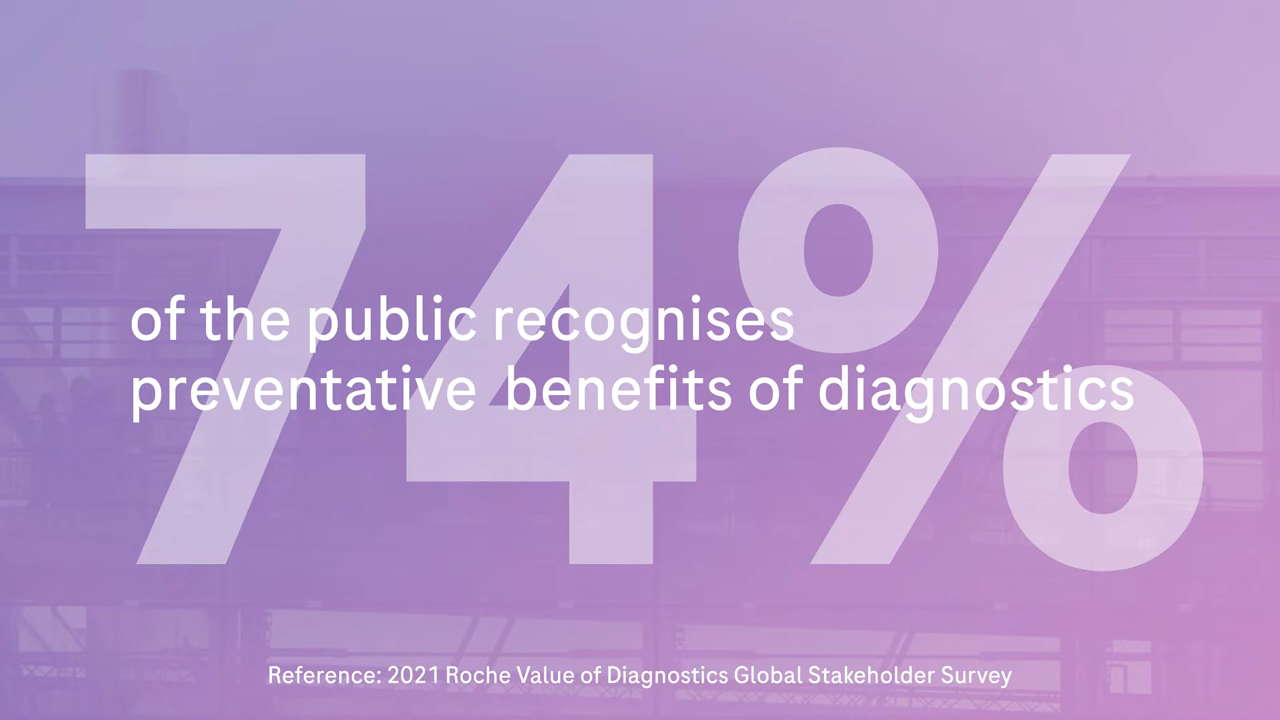 74%
of the public recognises
preventative benefits of diagnostics
Reference: 2021 Roche Value of Diagnostics Global Stakeholder Survey